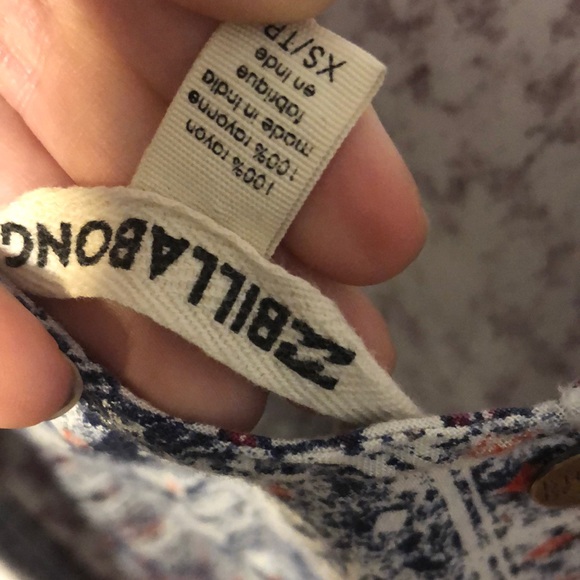 BILLABONG
XS/TP
en Inde
fabriqué
made in India
100% rayonne
100% rayon